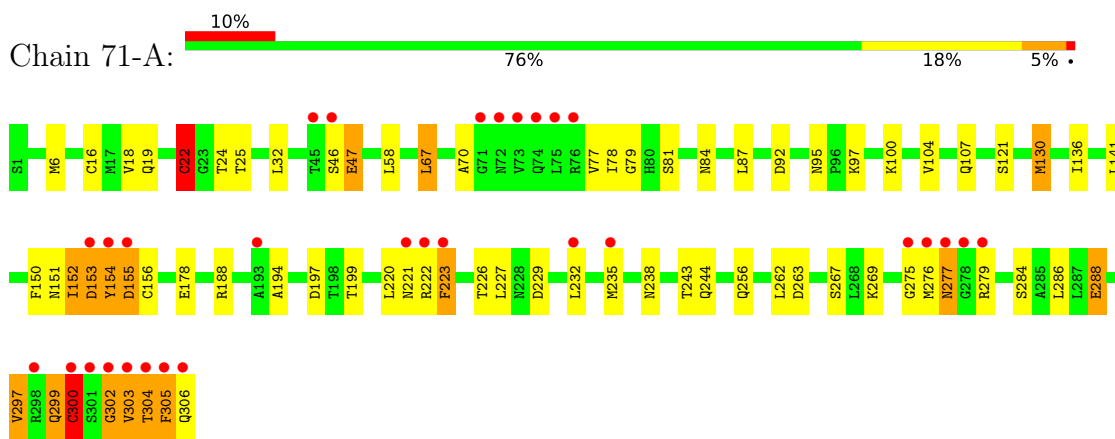 10%
Chain 71-A:
76% 18% 5% •
S1 M6 C16 M17 V18 Q19 C22 G23 T24 T25 L32 T45 S46 E47 L58 L67 A70 G71 N72 V73 Q74 L75 R76 V77 I78 G79 H80 S81 N84 L87 D92 N95 P96 K97 K100 V104 Q107 S121 M130 I136 L141
F150 N151 I152 D153 Y154 D155 C156 E178 R188 A193 A194 D197 T198 T199 L220 N221 R222 F223 T226 L227 N228 D229 L232 M235 N238 T243 Q244 Q256 L262 D263 S267 L268 K269 G275 M276 N277 G278 R279 S284 A285 L286 L287 E288
V297 R298 Q299 C300 S301 G302 V303 T304 F305 Q306